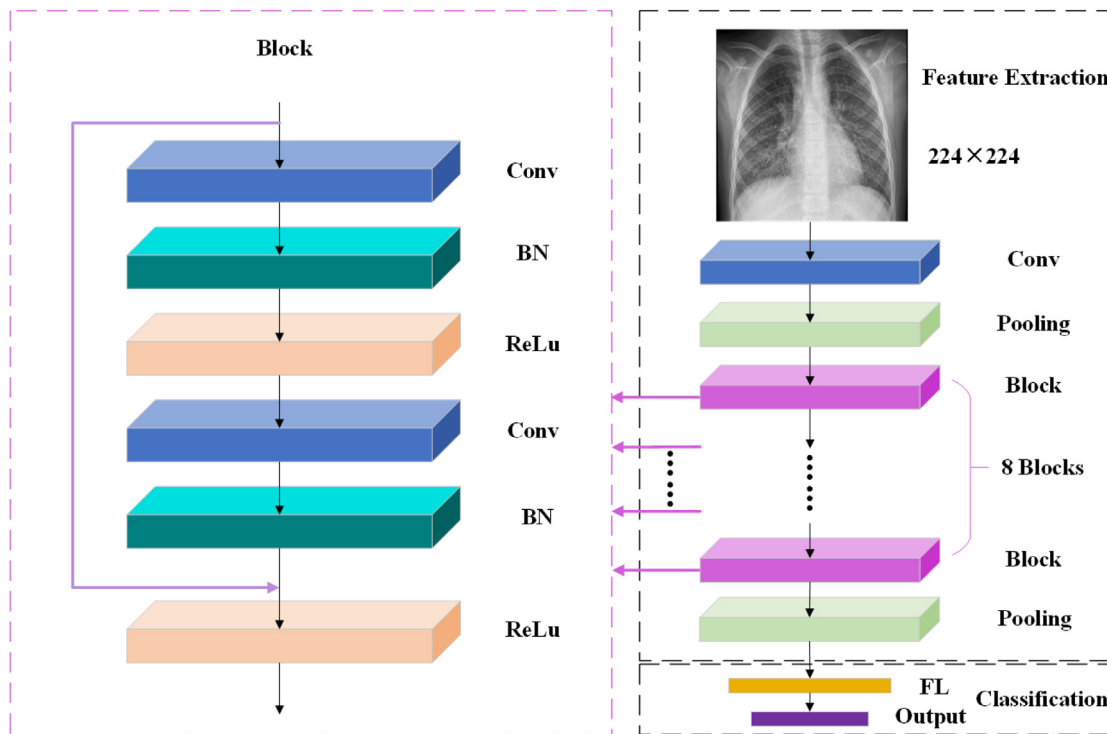 Block
Conv
BN
ReLu
Conv
BN
ReLu
Feature Extraction
224×224
Conv
Pooling
Block
8 Blocks
Block
Pooling
FL
Classification
Output